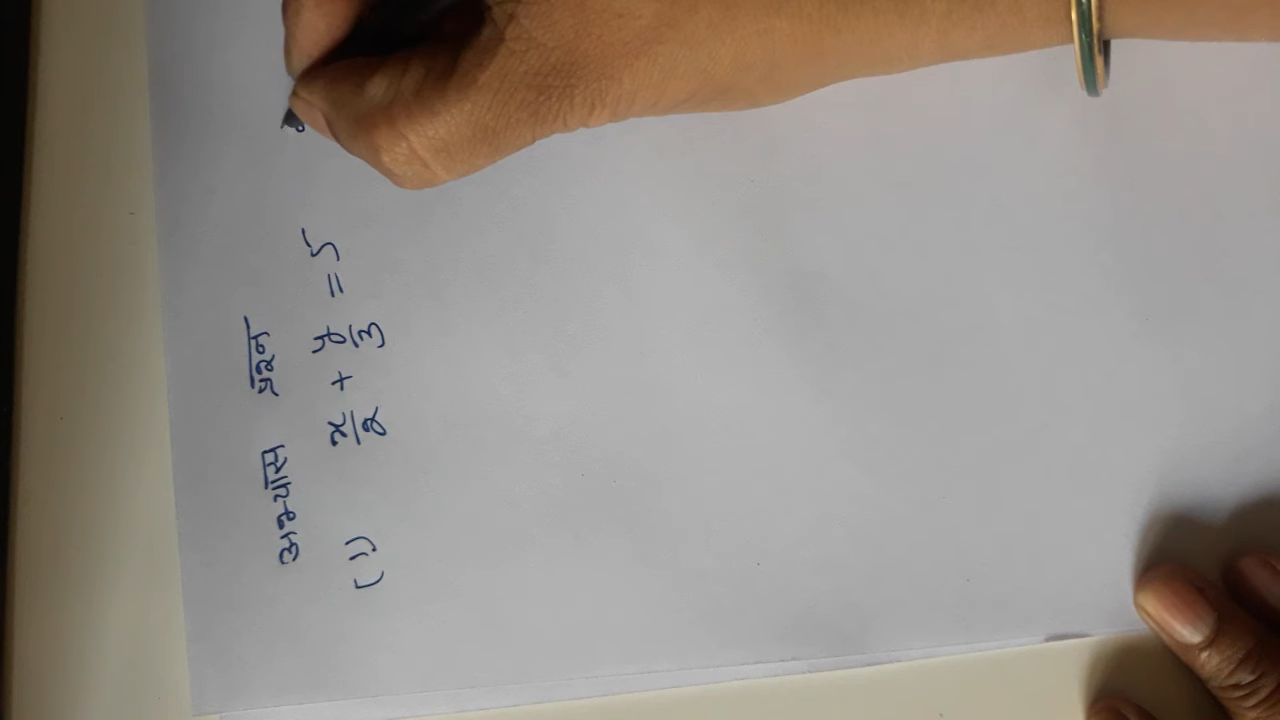 अभ्यास प्रश्न
(1) x/2 + y/3 = 5